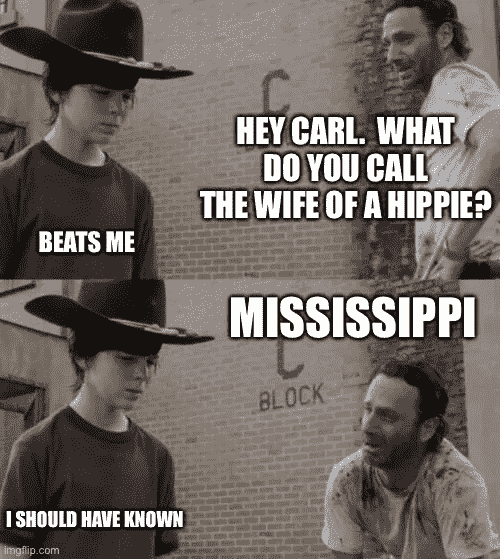 C
HEY CARL.  WHAT
DO YOU CALL
THE WIFE OF A HIPPIE?
BEATS ME
MISSISSIPPI
C
BLOCK
I SHOULD HAVE KNOWN
imgflip.com